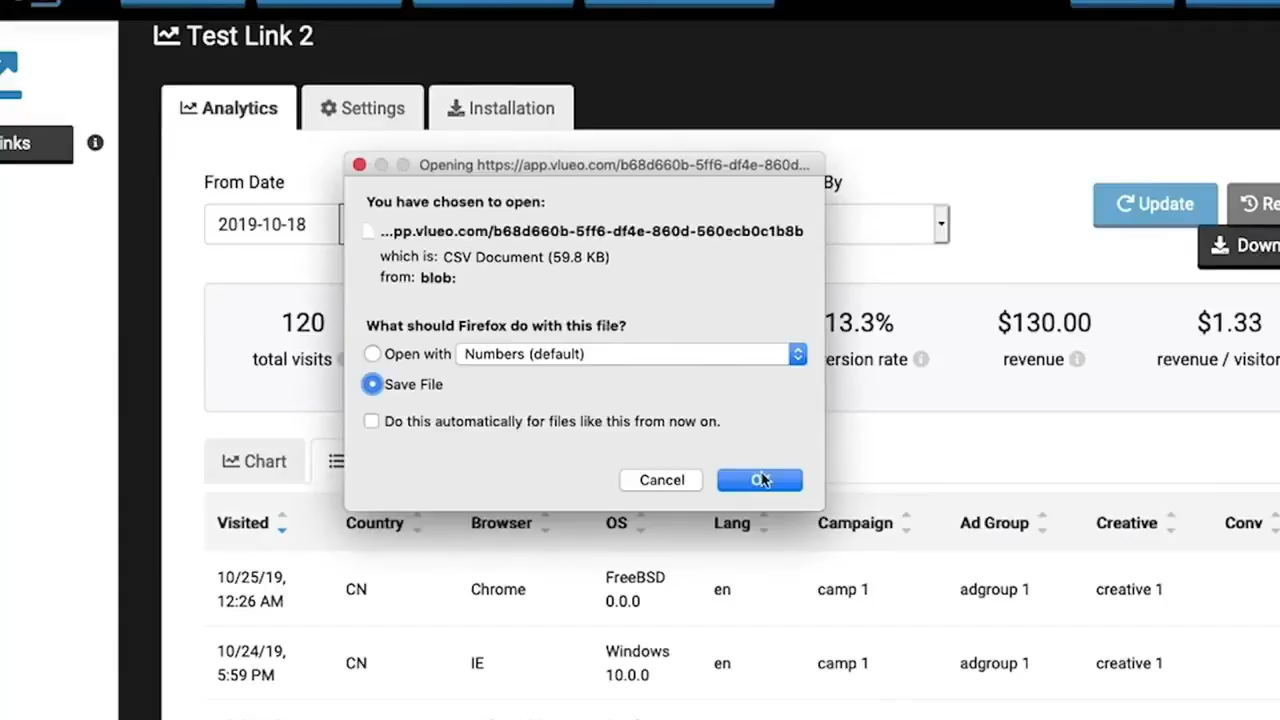 Test Link 2
Analytics
Settings
Installation
inks
Opening https://app.vlueo.com/b68d660b-5ff6-df4e-860d...
From Date
By
You have chosen to open:
2019-10-18
Update
Re
...pp.vlueo.com/b68d660b-5ff6-df4e-860d-560ecb0c1b8b
Down
which is: CSV Document (59.8 KB)
from: blob:
What should Firefox do with this file?
120
13.3%
$130.00
$1.33
Open with Numbers (default)
total visits
ersion rate
revenue
revenue / visitor
Save File
Do this automatically for files like this from now on.
Chart
Cancel
Visited Country Browser OS Lang Campaign Ad Group Creative Conv
10/25/19,
12:26 AM
CN
Chrome
FreeBSD
0.0.0
en
camp 1
adgroup 1
creative 1
10/24/19,
5:59 PM
CN
IE
Windows
10.0.0
en
camp 1
adgroup 1
creative 1